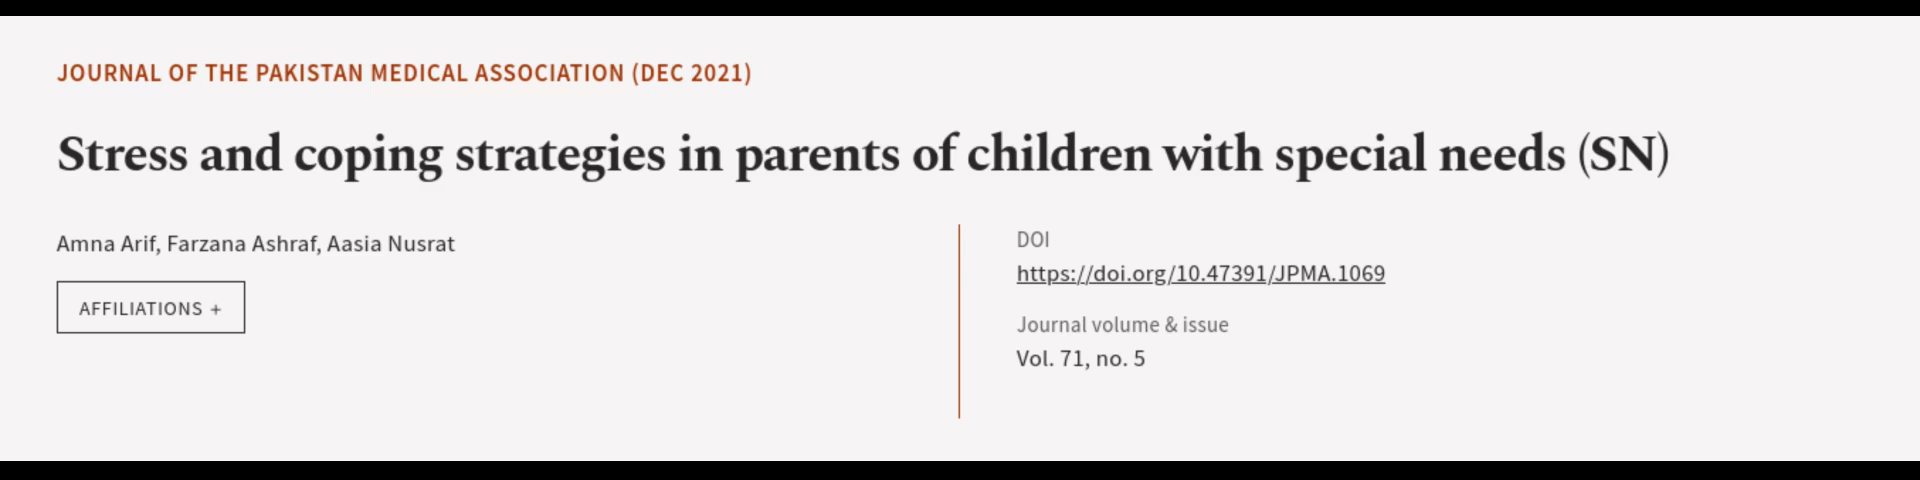 JOURNAL OF THE PAKISTAN MEDICAL ASSOCIATION (DEC 2021)
Stress and coping strategies in parents of children with special needs (SN)
Amna Arif, Farzana Ashraf, Aasia Nusrat
AFFILIATIONS +
DOI
https://doi.org/10.47391/JPMA.1069
Journal volume & issue
Vol. 71, no. 5